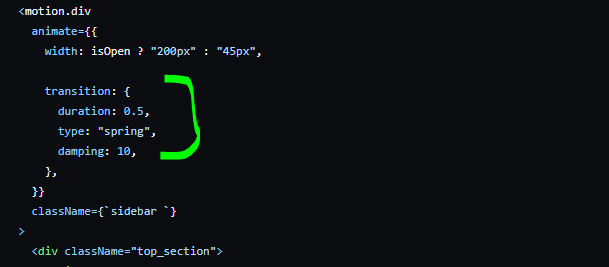 <motion.div
animate={{
width: isOpen ? "200px" : "45px",
transition: {
duration: 0.5,
type: "spring",
damping: 10,
},
}}
className={`sidebar `}
>
<div className="top_section">